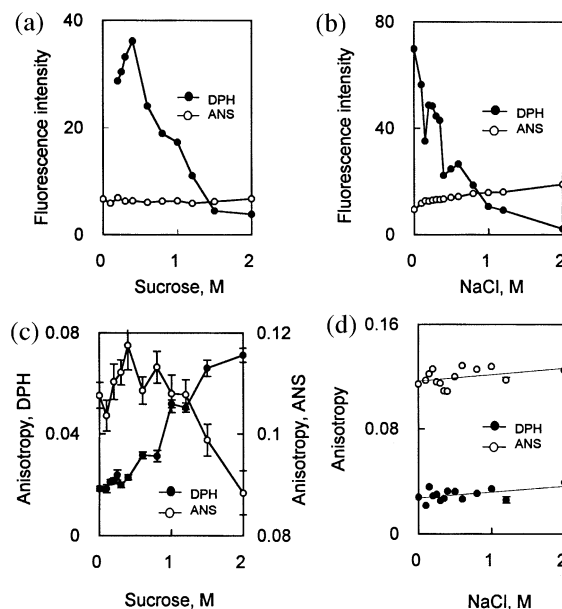 (a)
40
20
0
Fluorescence intensity
DPH
ANS
0 1 2
Sucrose, M
(b)
80
40
0
Fluorescence intensity
DPH
ANS
0 1 2
NaCl, M
(c)
0.08
0.04
0
Anisotropy, DPH
0.12
0.1
0.08
Anisotropy, ANS
DPH
ANS
0 1 2
Sucrose, M
(d)
0.16
0.08
0
Anisotropy
DPH
ANS
0 1 2
NaCl, M